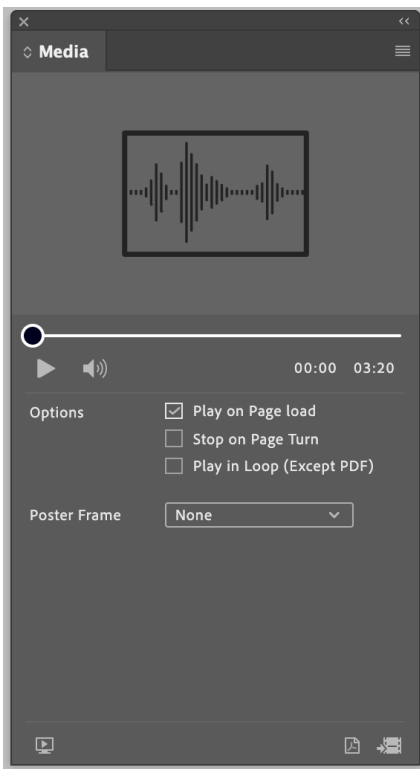 Media
00:00 03:20
Options
Play on Page load
Stop on Page Turn
Play in Loop (Except PDF)
Poster Frame
None